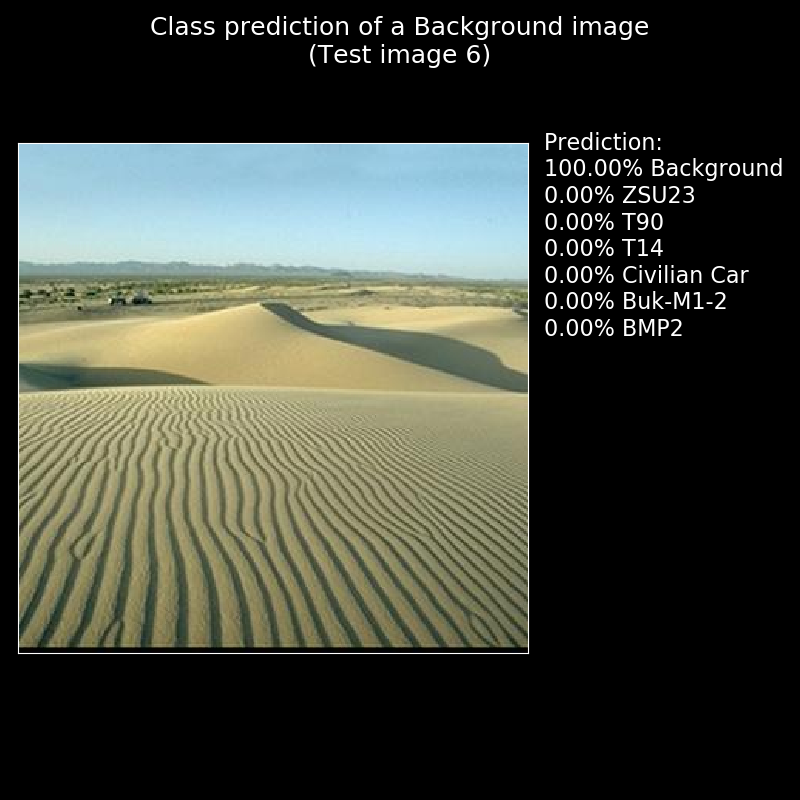 Class prediction of a Background image
(Test image 6)
Prediction:
100.00% Background
0.00% ZSU23
0.00% T90
0.00% T14
0.00% Civilian Car
0.00% Buk-M1-2
0.00% BMP2